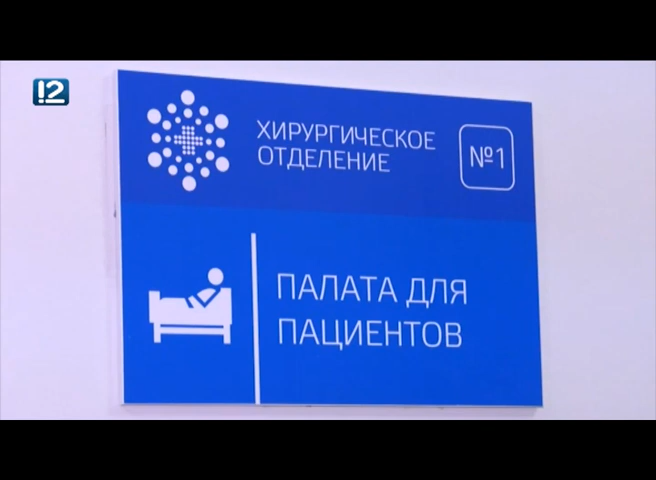 12
ХИРУРГИЧЕСКОЕ
ОТДЕЛЕНИЕ
№1
ПАЛАТА ДЛЯ
ПАЦИЕНТОВ